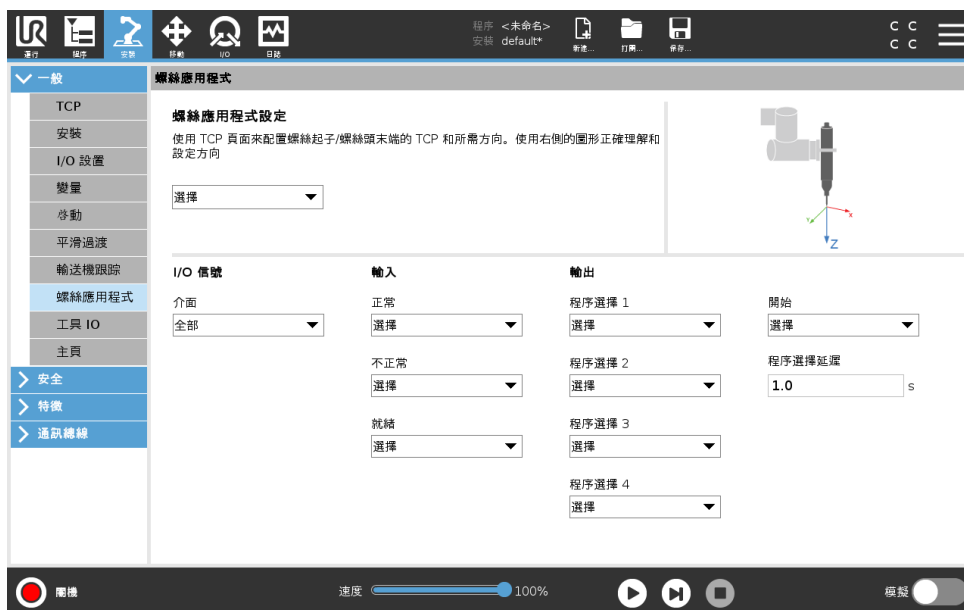 UR
程序 <未命名>
安裝 default*
運行 程序 安裝 移動 I/O 日誌 新建... 打開... 保存...
C C
C C
一般
TCP
安裝
I/O 設置
變量
啓動
平滑過渡
輸送機跟踪
螺絲應用程式
工具 IO
主頁
安全
特徵
通訊總線
螺絲應用程式
螺絲應用程式設定
使用 TCP 頁面來配置螺絲起子/螺絲頭末端的 TCP 和所需方向。使用右側的圖形正確理解和
設定方向
選擇
X
Y
Z
I/O 信號
介面
全部
輸入
正常
選擇
不正常
選擇
就緒
選擇
輸出
程序選擇 1
選擇
程序選擇 2
選擇
程序選擇 3
選擇
程序選擇 4
選擇
開始
選擇
程序選擇延遲
1.0 s
關機
速度 100%
模擬